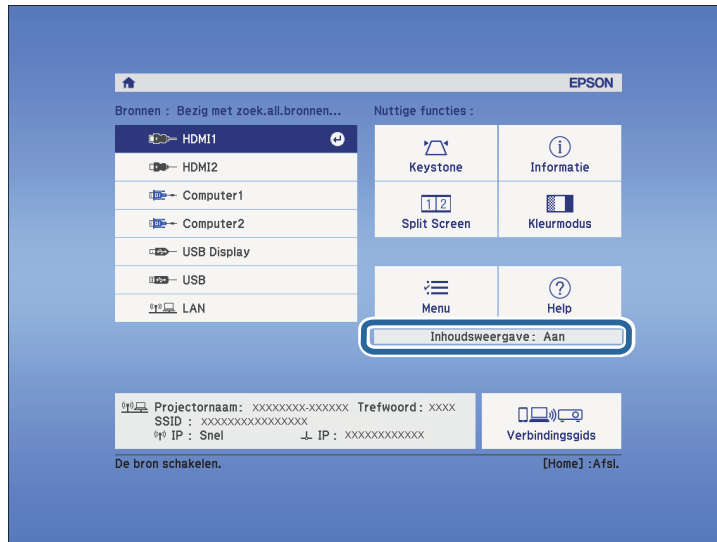 EPSON
Bronnen : Bezig met zoek.all.bronnen...
HDMI1
HDMI2
Computer1
Computer2
USB Display
USB
LAN
Nuttige functies :
Keystone
Informatie
1 2
Split Screen
Kleurmodus
Menu
?
Help
Inhoudsweergave: Aan
Projectornaam: XXXXXXXX-XXXXXX Trefwoord: XXXX
SSID : XXXXXXXXXXXXXXXX
IP : Snel IP : XXXXXXXXXXXX
Verbindingsgids
De bron schakelen.
[Home] :Afsl.